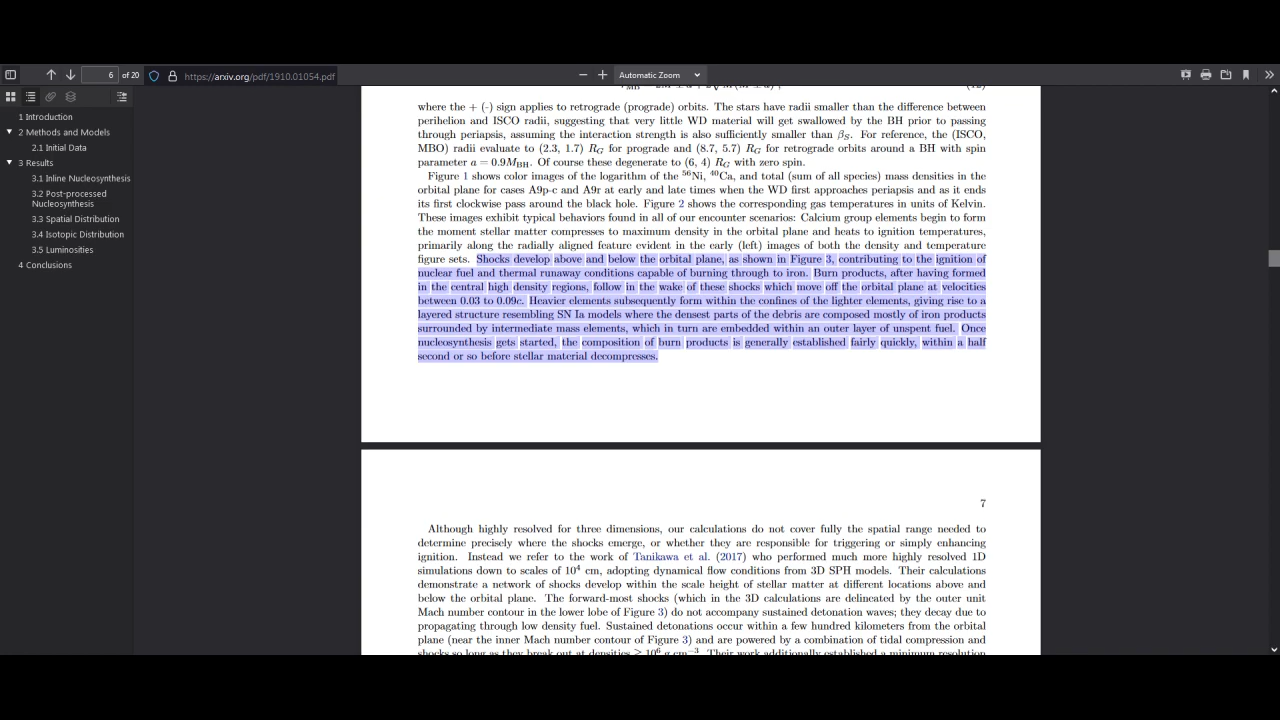 6 of 20
https://arxiv.org/pdf/1910.01054.pdf
Automatic Zoom
1 Introduction
2 Methods and Models
2.1 Initial Data
3 Results
3.1 Inline Nucleosynthesis
3.2 Post-processed
Nucleosynthesis
3.3 Spatial Distribution
3.4 Isotopic Distribution
3.5 Luminosities
4 Conclusions
where the + (-) sign applies to retrograde (prograde) orbits. The stars have radii smaller than the difference between
perihelion and ISCO radii, suggesting that very little WD material will get swallowed by the BH prior to passing
through periapsis, assuming the interaction strength is also sufficiently smaller than βS. For reference, the (ISCO,
MBO) radii evaluate to (2.3, 1.7) RG for prograde and (8.7, 5.7) RG for retrograde orbits around a BH with spin
parameter a = 0.9MBH. Of course these degenerate to (6, 4) RG with zero spin.
Figure 1 shows color images of the logarithm of the 56Ni, 40Ca, and total (sum of all species) mass densities in the
orbital plane for cases A9p-c and A9r at early and late times when the WD first approaches periapsis and as it ends
its first clockwise pass around the black hole. Figure 2 shows the corresponding gas temperatures in units of Kelvin.
These images exhibit typical behaviors found in all of our encounter scenarios: Calcium group elements begin to form
the moment stellar matter compresses to maximum density in the orbital plane and heats to ignition temperatures,
primarily along the radially aligned feature evident in the early (left) images of both the density and temperature
figure sets. Shocks develop above and below the orbital plane, as shown in Figure 3, contributing to the ignition of
nuclear fuel and thermal runaway conditions capable of burning through to iron. Burn products, after having formed
in the central high density regions, follow in the wake of these shocks which move off the orbital plane at velocities
between 0.03 to 0.09c. Heavier elements subsequently form within the confines of the lighter elements, giving rise to a
layered structure resembling SN Ia models where the densest parts of the debris are composed mostly of iron products
surrounded by intermediate mass elements, which in turn are embedded within an outer layer of unspent fuel. Once
nucleosynthesis gets started, the composition of burn products is generally established fairly quickly, within a half
second or so before stellar material decompresses.
7
Although highly resolved for three dimensions, our calculations do not cover fully the spatial range needed to
determine precisely where the shocks emerge, or whether they are responsible for triggering or simply enhancing
ignition. Instead we refer to the work of Tanikawa et al. (2017) who performed much more highly resolved 1D
simulations down to scales of 10^4 cm, adopting dynamical flow conditions from 3D SPH models. Their calculations
demonstrate a network of shocks develop within the scale height of stellar matter at different locations above and
below the orbital plane. The forward-most shocks (which in the 3D calculations are delineated by the outer unit
Mach number contour in the lower lobe of Figure 3) do not accompany sustained detonation waves; they decay due to
propagating through low density fuel. Sustained detonations occur within a few hundred kilometers from the orbital
plane (near the inner Mach number contour of Figure 3) and are powered by a combination of tidal compression and
shocks so long as they break out at densities ≥ 10^6 g cm^−3. Their work additionally established a minimum resolution